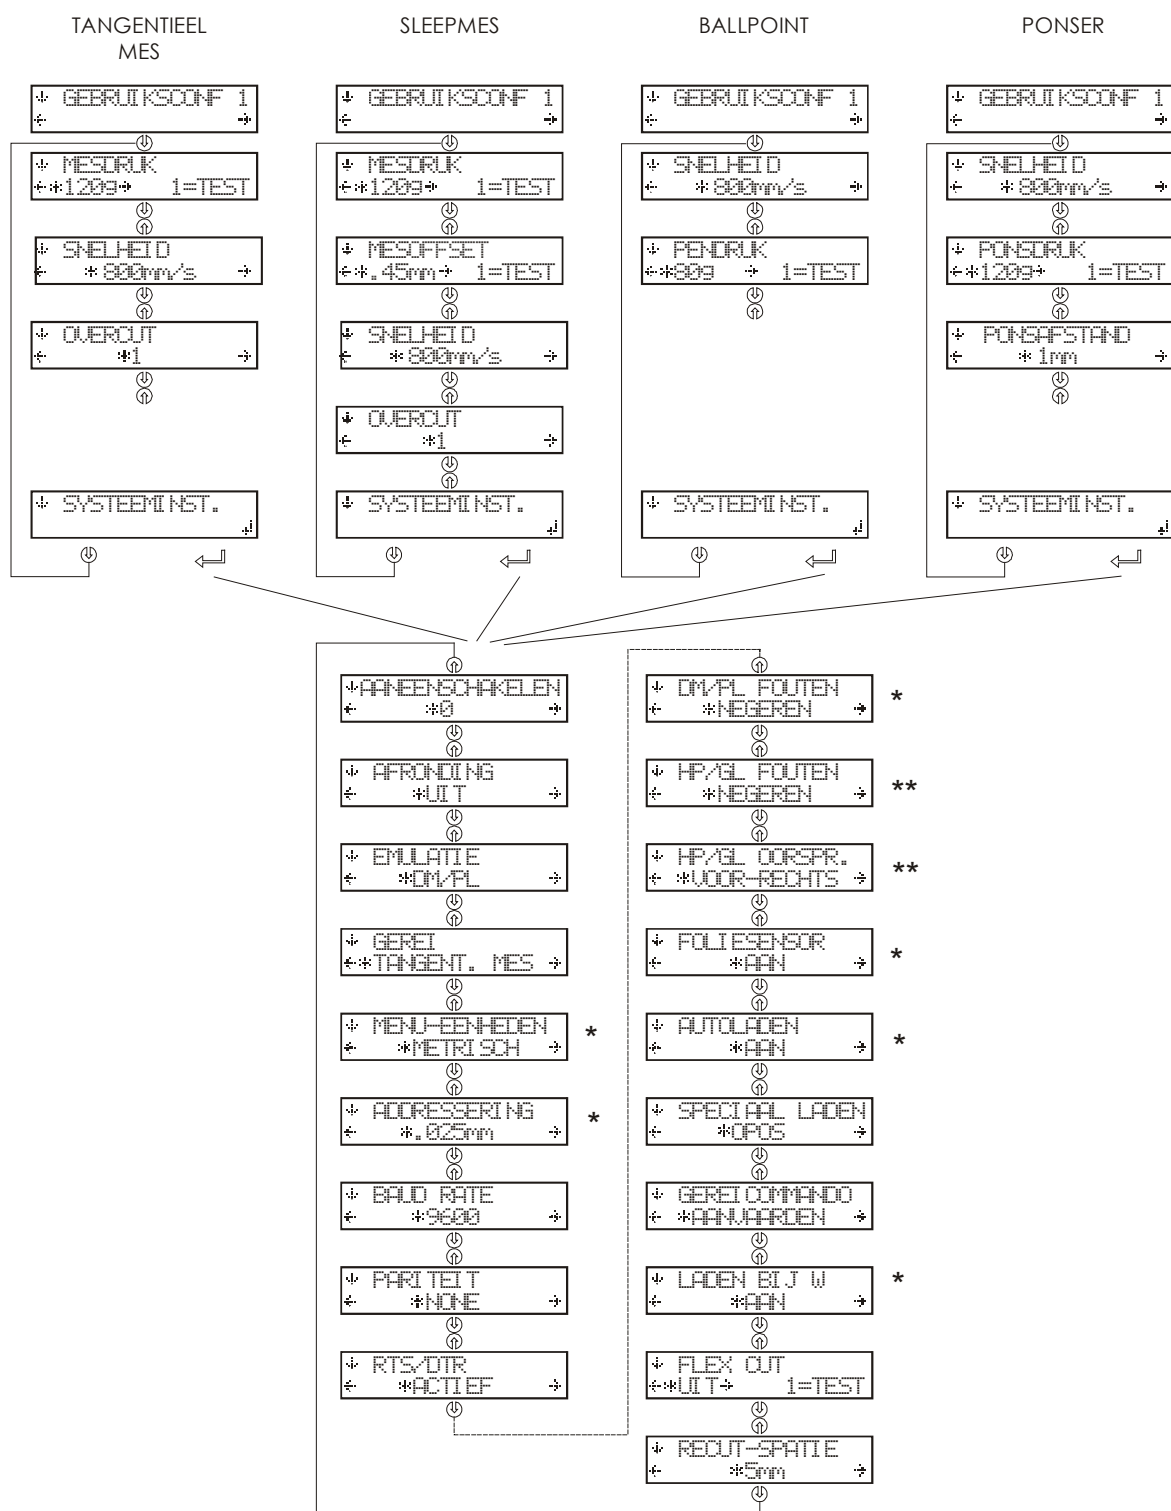 TANGENTIEEL
MES
GEBRUIKSCONF 1
MESDRUK
*120g 1=TEST
SNELHEID
*800mm/s
OVERCUT
*1
SYSTEEMINST.
SLEEPMES
GEBRUIKSCONF 1
MESDRUK
*120g 1=TEST
MESOFFSET
*.45mm 1=TEST
SNELHEID
*800mm/s
OVERCUT
*1
SYSTEEMINST.
BALLPOINT
GEBRUIKSCONF 1
SNELHEID
*800mm/s
PENDRUK
*80g 1=TEST
SYSTEEMINST.
PONSER
GEBRUIKSCONF 1
SNELHEID
*800mm/s
PONSDRUK
*120g 1=TEST
PONSAFSTAND
*1mm
SYSTEEMINST.
AANEENSCHAKELEN
*0
AFRONDING
*UIT
EMULATIE
*DM/PL
GEREI
*TANGENT. MES
MENU-EENHEDEN
*METRISCH
*
ADDRESSERING
*.025mm
*
BAUD RATE
*9600
PARITEIT
*NONE
RTS/DTR
*ACTIEF
DM/PL FOUTEN
*NEGEREN
*
HP/GL FOUTEN
*NEGEREN
**
HP/GL OORSPR.
*VOOR-RECHTS
**
FOLIESENSOR
*AAN
*
AUTOLADEN
*AAN
*
SPECIAAL LADEN
*OPOS
GEREICOMMANDO
*AANVAARDEN
LADEN BIJ W
*AAN
*
FLEX CUT
*UIT 1=TEST
RECUT-SPATIE
*5mm